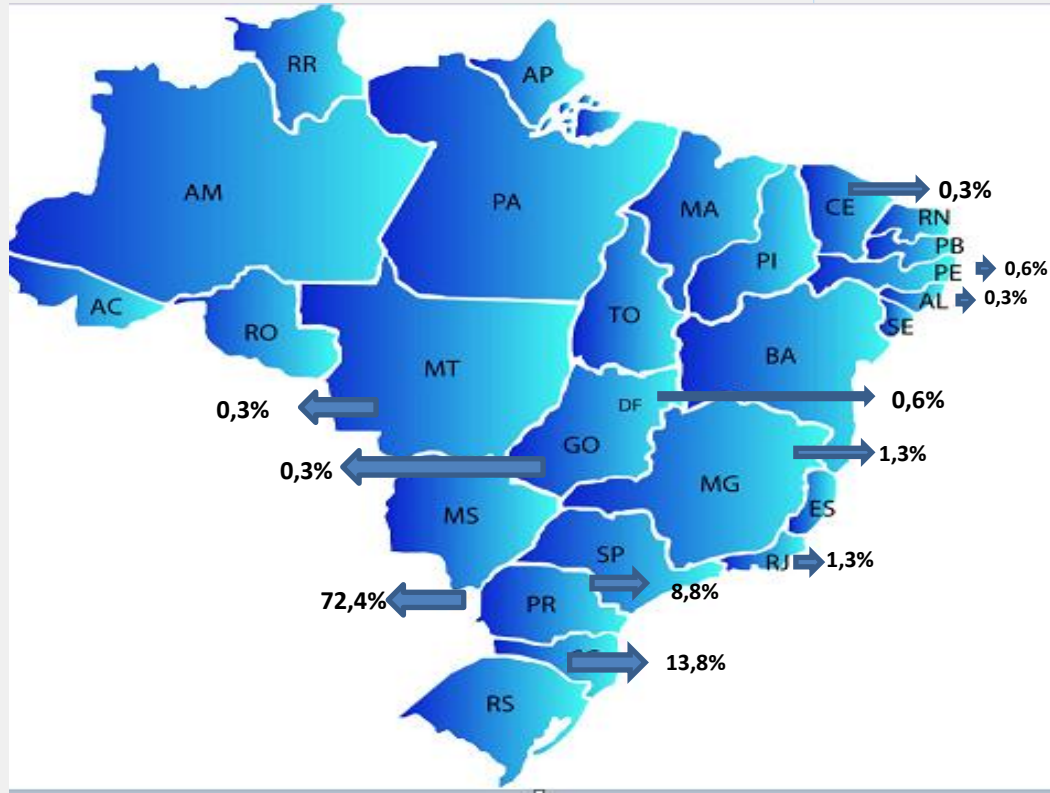 RR
AP
AM
PA
MA
CE
0,3%
RN
PI
PB
PE
0,6%
AL
0,3%
AC
RO
TO
SE
MT
BA
0,3%
DF
0,6%
GO
1,3%
0,3%
MG
MS
ES
SP
RJ
1,3%
72,4%
PR
8,8%
13,8%
RS